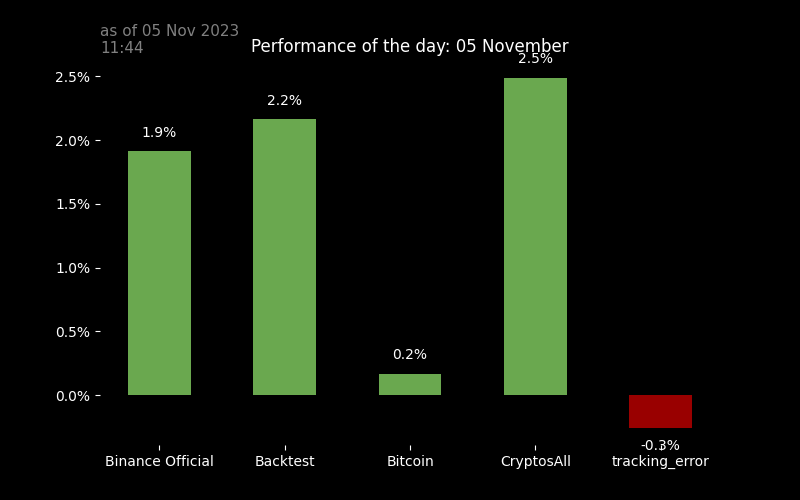 as of 05 Nov 2023
11:44
Performance of the day: 05 November
2.5%
2.5%
2.2%
1.9%
2.0%
1.5%
1.0%
0.5%
0.2%
0.0%
-0.3%
Binance Official
Backtest
Bitcoin
CryptosAll
tracking_error